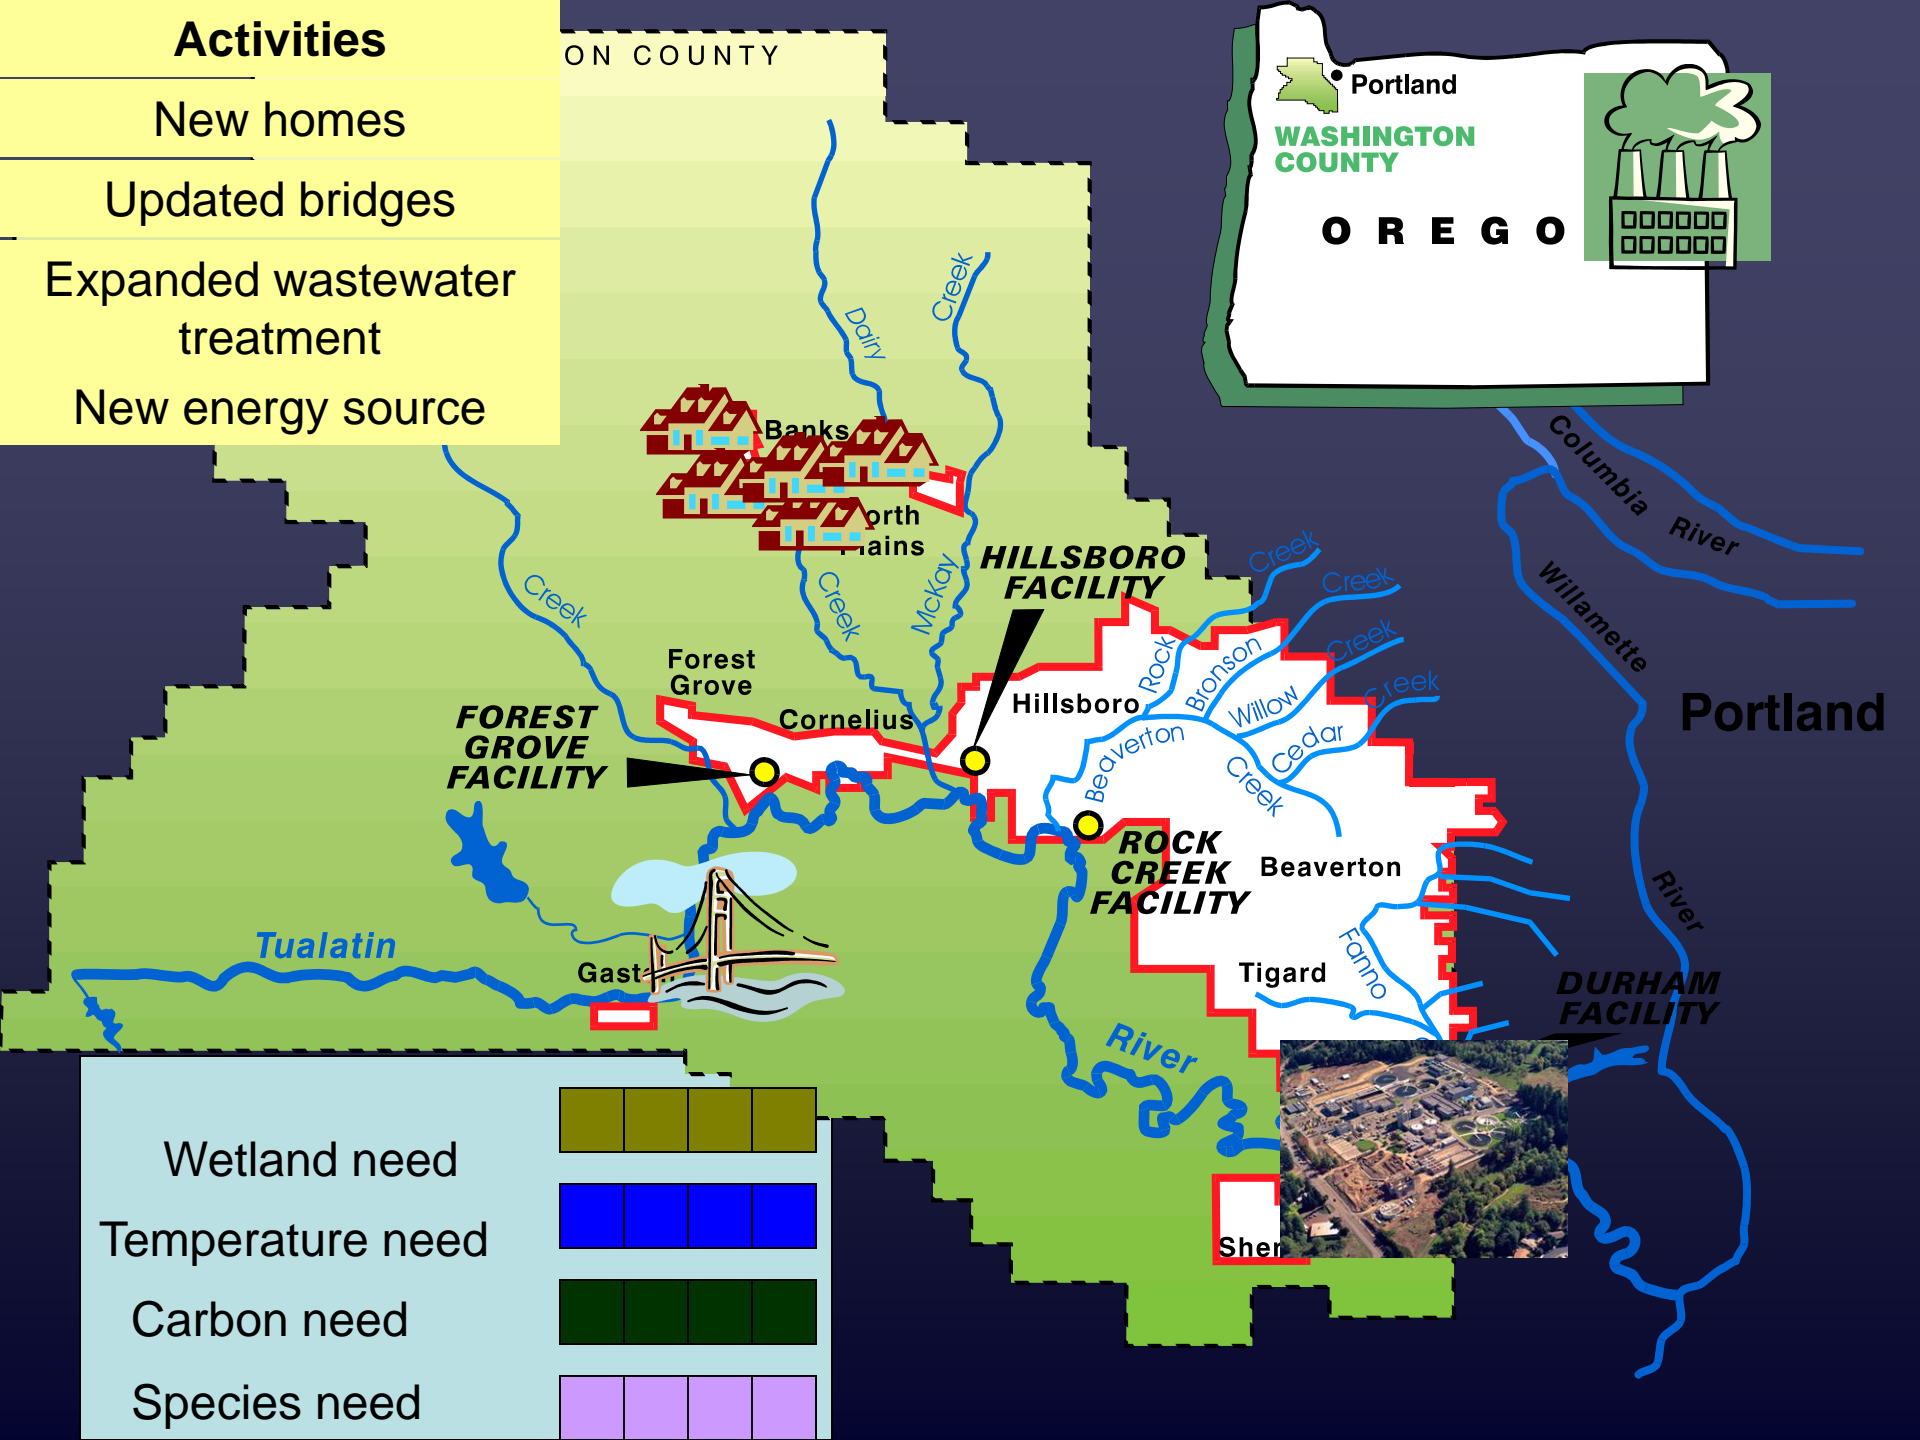 Activities
New homes
Updated bridges
Expanded wastewater
treatment
New energy source
ON COUNTY
Portland
WASHINGTON
COUNTY
OREGO
Dairy
Creek
Banks
orth
lains
Creek
Creek
McKay
HILLSBORO
FACILITY
Columbia
River
Willamette
River
Portland
Creek
Creek
Creek
Creek
Rock
Bronson
Willow
Cedar
Beaverton
Creek
Forest
Grove
Cornelius
Hillsboro
FOREST
GROVE
FACILITY
ROCK
CREEK
FACILITY
Beaverton
Tualatin
Gast
Tigard
Fanno
DURHAM
FACILITY
River
Sher
Wetland need
Temperature need
Carbon need
Species need